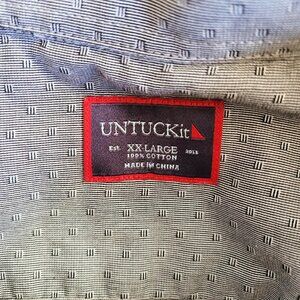 UNTUCKit
Est. XX-LARGE 2011
100% COTTON
MADE IN CHINA